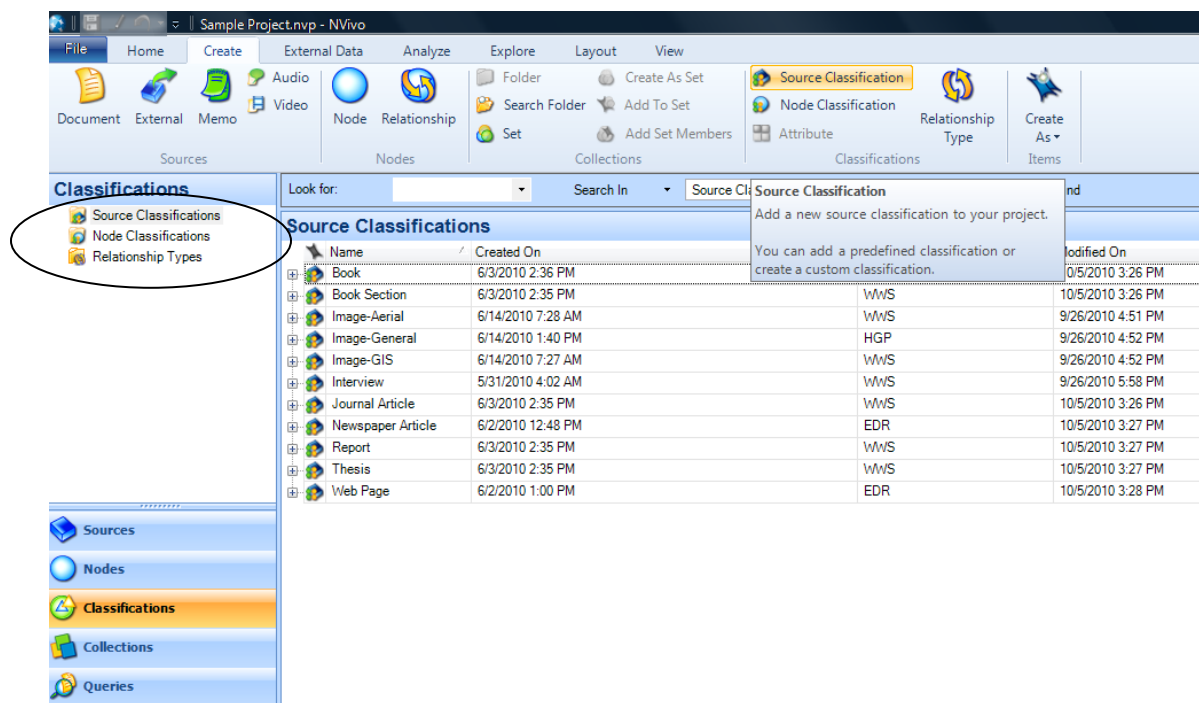 Sample Project.nvp - NVivo
File Home Create External Data Analyze Explore Layout View
Document External Memo Audio Video
Sources
Node Relationship
Nodes
Folder Create As Set
Search Folder Add To Set
Set Add Set Members
Collections
Source Classification
Node Classification
Attribute
Relationship Type
Classifications
Create As
Items
Classifications
Source Classifications
Node Classifications
Relationship Types
Look for: Search In Source
Source Classification
Add a new source classification to your project.
You can add a predefined classification or
create a custom classification.
Source Classifications
Name Created On Modified On
Book 6/3/2010 2:36 PM 10/5/2010 3:26 PM
Book Section 6/3/2010 2:35 PM WWS 10/5/2010 3:26 PM
Image-Aerial 6/14/2010 7:28 AM WWS 9/26/2010 4:51 PM
Image-General 6/14/2010 1:40 PM HGP 9/26/2010 4:52 PM
Image-GIS 6/14/2010 7:27 AM WWS 9/26/2010 4:52 PM
Interview 5/31/2010 4:02 AM WWS 9/26/2010 5:58 PM
Journal Article 6/3/2010 2:35 PM WWS 10/5/2010 3:26 PM
Newspaper Article 6/2/2010 12:48 PM EDR 10/5/2010 3:27 PM
Report 6/3/2010 2:35 PM WWS 10/5/2010 3:27 PM
Thesis 6/3/2010 2:35 PM WWS 10/5/2010 3:27 PM
Web Page 6/2/2010 1:00 PM EDR 10/5/2010 3:28 PM
Sources
Nodes
Classifications
Collections
Queries